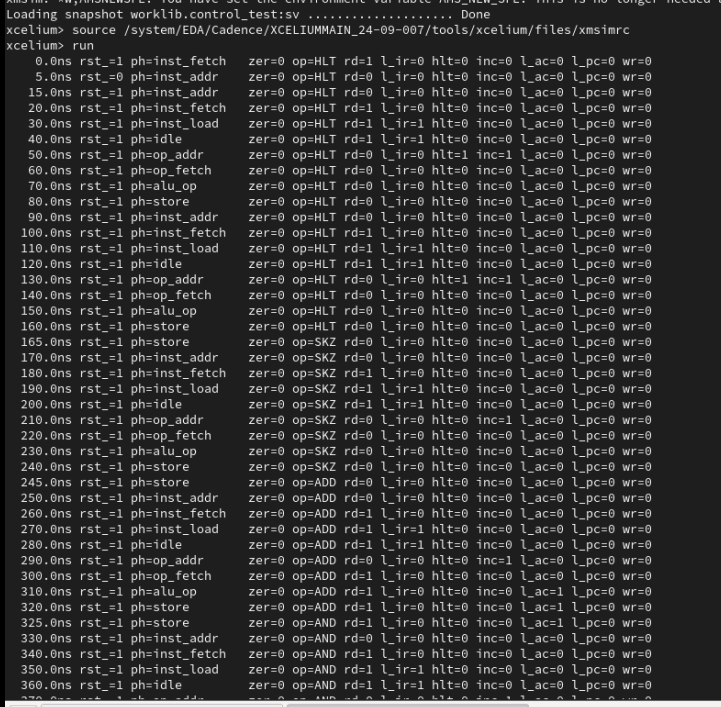 Loading snapshot worklib.control_test:sv .................... Done
xcelium> source /system/EDA/Cadence/XCELIUMMAIN_24-09-007/tools/xcelium/files/xmsimrc
xcelium> run
0.0ns rst_=1 ph=inst_fetch zer=0 op=HLT rd=1 l_ir=0 hlt=0 inc=0 l_ac=0 l_pc=0 wr=0
5.0ns rst_=0 ph=inst_addr zer=0 op=HLT rd=0 l_ir=0 hlt=0 inc=0 l_ac=0 l_pc=0 wr=0
15.0ns rst_=1 ph=inst_addr zer=0 op=HLT rd=0 l_ir=0 hlt=0 inc=0 l_ac=0 l_pc=0 wr=0
20.0ns rst_=1 ph=inst_fetch zer=0 op=HLT rd=1 l_ir=0 hlt=0 inc=0 l_ac=0 l_pc=0 wr=0
30.0ns rst_=1 ph=inst_load zer=0 op=HLT rd=1 l_ir=1 hlt=0 inc=0 l_ac=0 l_pc=0 wr=0
40.0ns rst_=1 ph=idle zer=0 op=HLT rd=1 l_ir=1 hlt=0 inc=0 l_ac=0 l_pc=0 wr=0
50.0ns rst_=1 ph=op_addr zer=0 op=HLT rd=0 l_ir=0 hlt=1 inc=1 l_ac=0 l_pc=0 wr=0
60.0ns rst_=1 ph=op_fetch zer=0 op=HLT rd=0 l_ir=0 hlt=0 inc=0 l_ac=0 l_pc=0 wr=0
70.0ns rst_=1 ph=alu_op zer=0 op=HLT rd=0 l_ir=0 hlt=0 inc=0 l_ac=0 l_pc=0 wr=0
80.0ns rst_=1 ph=store zer=0 op=HLT rd=0 l_ir=0 hlt=0 inc=0 l_ac=0 l_pc=0 wr=0
90.0ns rst_=1 ph=inst_addr zer=0 op=HLT rd=0 l_ir=0 hlt=0 inc=0 l_ac=0 l_pc=0 wr=0
100.0ns rst_=1 ph=inst_fetch zer=0 op=HLT rd=1 l_ir=0 hlt=0 inc=0 l_ac=0 l_pc=0 wr=0
110.0ns rst_=1 ph=inst_load zer=0 op=HLT rd=1 l_ir=1 hlt=0 inc=0 l_ac=0 l_pc=0 wr=0
120.0ns rst_=1 ph=idle zer=0 op=HLT rd=1 l_ir=1 hlt=0 inc=0 l_ac=0 l_pc=0 wr=0
130.0ns rst_=1 ph=op_addr zer=0 op=HLT rd=0 l_ir=0 hlt=1 inc=1 l_ac=0 l_pc=0 wr=0
140.0ns rst_=1 ph=op_fetch zer=0 op=HLT rd=0 l_ir=0 hlt=0 inc=0 l_ac=0 l_pc=0 wr=0
150.0ns rst_=1 ph=alu_op zer=0 op=HLT rd=0 l_ir=0 hlt=0 inc=0 l_ac=0 l_pc=0 wr=0
160.0ns rst_=1 ph=store zer=0 op=HLT rd=0 l_ir=0 hlt=0 inc=0 l_ac=0 l_pc=0 wr=0
165.0ns rst_=1 ph=store zer=0 op=SKZ rd=0 l_ir=0 hlt=0 inc=0 l_ac=0 l_pc=0 wr=0
170.0ns rst_=1 ph=inst_addr zer=0 op=SKZ rd=0 l_ir=0 hlt=0 inc=0 l_ac=0 l_pc=0 wr=0
180.0ns rst_=1 ph=inst_fetch zer=0 op=SKZ rd=1 l_ir=0 hlt=0 inc=0 l_ac=0 l_pc=0 wr=0
190.0ns rst_=1 ph=inst_load zer=0 op=SKZ rd=1 l_ir=1 hlt=0 inc=0 l_ac=0 l_pc=0 wr=0
200.0ns rst_=1 ph=idle zer=0 op=SKZ rd=1 l_ir=1 hlt=0 inc=0 l_ac=0 l_pc=0 wr=0
210.0ns rst_=1 ph=op_addr zer=0 op=SKZ rd=0 l_ir=0 hlt=0 inc=1 l_ac=0 l_pc=0 wr=0
220.0ns rst_=1 ph=op_fetch zer=0 op=SKZ rd=0 l_ir=0 hlt=0 inc=0 l_ac=0 l_pc=0 wr=0
230.0ns rst_=1 ph=alu_op zer=0 op=SKZ rd=0 l_ir=0 hlt=0 inc=0 l_ac=0 l_pc=0 wr=0
240.0ns rst_=1 ph=store zer=0 op=SKZ rd=0 l_ir=0 hlt=0 inc=0 l_ac=0 l_pc=0 wr=0
245.0ns rst_=1 ph=store zer=0 op=ADD rd=1 l_ir=0 hlt=0 inc=0 l_ac=1 l_pc=0 wr=0
250.0ns rst_=1 ph=inst_addr zer=0 op=ADD rd=0 l_ir=0 hlt=0 inc=0 l_ac=0 l_pc=0 wr=0
260.0ns rst_=1 ph=inst_fetch zer=0 op=ADD rd=1 l_ir=0 hlt=0 inc=0 l_ac=0 l_pc=0 wr=0
270.0ns rst_=1 ph=inst_load zer=0 op=ADD rd=1 l_ir=1 hlt=0 inc=0 l_ac=0 l_pc=0 wr=0
280.0ns rst_=1 ph=idle zer=0 op=ADD rd=1 l_ir=1 hlt=0 inc=0 l_ac=0 l_pc=0 wr=0
290.0ns rst_=1 ph=op_addr zer=0 op=ADD rd=0 l_ir=0 hlt=0 inc=1 l_ac=0 l_pc=0 wr=0
300.0ns rst_=1 ph=op_fetch zer=0 op=ADD rd=1 l_ir=0 hlt=0 inc=0 l_ac=0 l_pc=0 wr=0
310.0ns rst_=1 ph=alu_op zer=0 op=ADD rd=1 l_ir=0 hlt=0 inc=0 l_ac=1 l_pc=0 wr=0
320.0ns rst_=1 ph=store zer=0 op=ADD rd=1 l_ir=0 hlt=0 inc=0 l_ac=1 l_pc=0 wr=0
325.0ns rst_=1 ph=store zer=0 op=AND rd=1 l_ir=0 hlt=0 inc=0 l_ac=1 l_pc=0 wr=0
330.0ns rst_=1 ph=inst_addr zer=0 op=AND rd=0 l_ir=0 hlt=0 inc=0 l_ac=0 l_pc=0 wr=0
340.0ns rst_=1 ph=inst_fetch zer=0 op=AND rd=1 l_ir=0 hlt=0 inc=0 l_ac=0 l_pc=0 wr=0
350.0ns rst_=1 ph=inst_load zer=0 op=AND rd=1 l_ir=1 hlt=0 inc=0 l_ac=0 l_pc=0 wr=0
360.0ns rst_=1 ph=idle zer=0 op=AND rd=1 l_ir=1 hlt=0 inc=0 l_ac=0 l_pc=0 wr=0